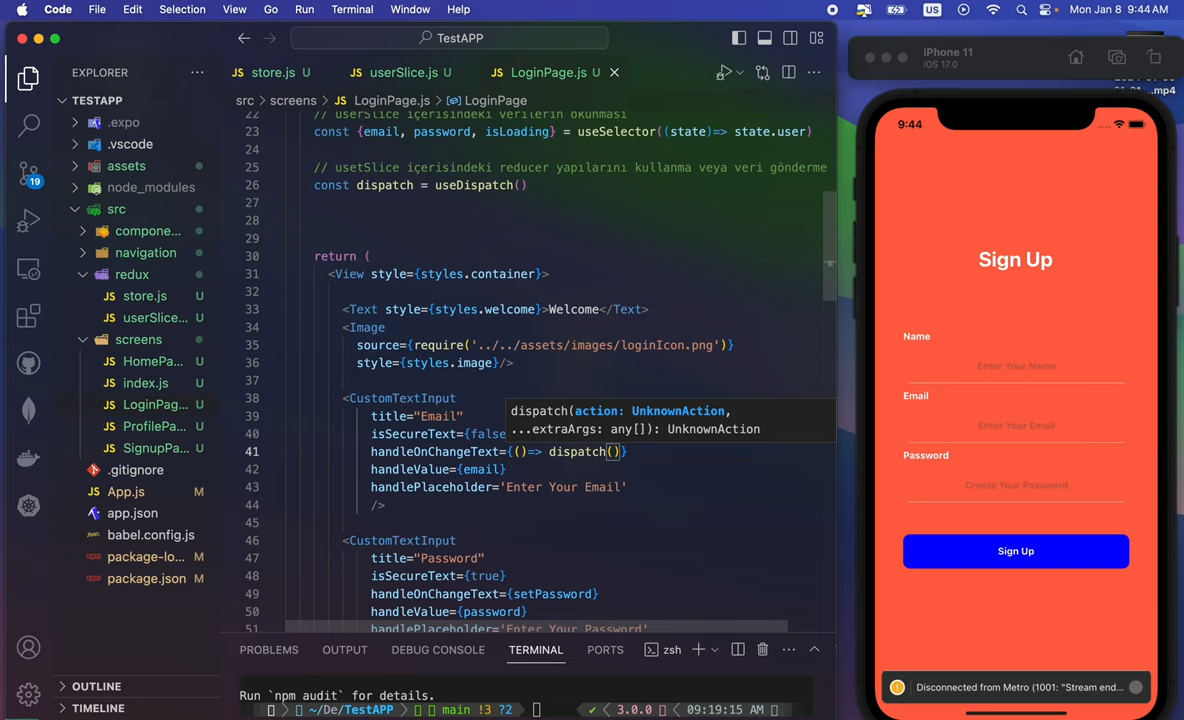 Code File Edit Selection View Go Run Terminal Window Help US Mon Jan 8 9:44 AM
TestAPP
EXPLORER
TESTAPP
.expo
.vscode
assets
node_modules
src
compone...
navigation
redux
store.js U
userSlice... U
screens
HomePa... U
index.js U
LoginPag... U
ProfilePa... U
SignupPa... U
.gitignore
App.js M
app.json
babel.config.js
package-lo... M
package.json M
OUTLINE
TIMELINE
19
JS store.js U JS userSlice.js U JS LoginPage.js U
src > screens > JS LoginPage.js > LoginPage
22 // userSlice içerisindeki verilerin okunması
23 const {email, password, isLoading} = useSelector((state)=> state.user)
24
25 // usetSlice içerisindeki reducer yapılarını kullanma veya veri gönderme
26 const dispatch = useDispatch()
27
28
29
30 return (
31 <View style={styles.container}>
32
33 <Text style={styles.welcome}>Welcome</Text>
34 <Image
35 source={require('../../assets/images/loginIcon.png')}
36 style={styles.image}/>
37
38 <CustomTextInput
39 title="Email"
40 isSecureText={false
41 handleOnChangeText={()=> dispatch()}
42 handleValue={email}
43 handlePlaceholder='Enter Your Email'
44 />
45
46 <CustomTextInput
47 title="Password"
48 isSecureText={true}
49 handleOnChangeText={setPassword}
50 handleValue={password}
51 handlePlaceholder='Enter Your Password'
dispatch(action: UnknownAction,
...extraArgs: any[]): UnknownAction
PROBLEMS OUTPUT DEBUG CONSOLE TERMINAL PORTS zsh
Run `npm audit` for details.
~/De/TestAPP main !3 ?2 ✔ 3.0.0 09:19:15 AM
iPhone 11
iOS 17.0
.mp4
9:44
Sign Up
Name
Enter Your Name
Email
Enter Your Email
Password
Create Your Password
Sign Up
Disconnected from Metro (1001: "Stream end...